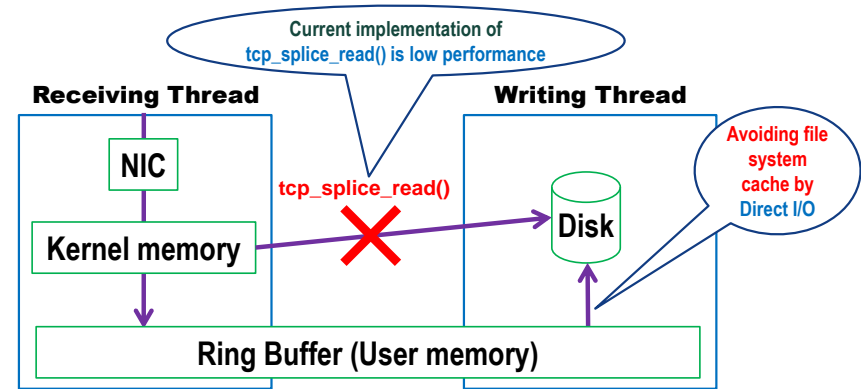 Current implementation of
tcp_splice_read() is low performance
Receiving Thread
Writing Thread
NIC
tcp_splice_read()
Avoiding file
system
cache by
Direct I/O
Kernel memory
Disk
Ring Buffer (User memory)